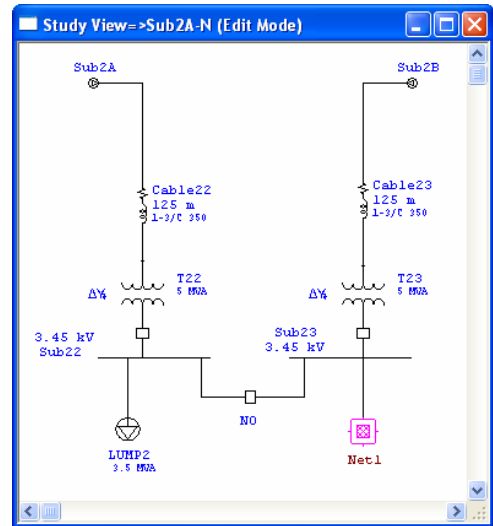 Study View=>Sub2A-N (Edit Mode)
Sub2A
Sub2B
Cable22
125 m
1-3/C 350
Cable23
125 m
1-3/C 350
T22
5 MVA
T23
5 MVA
3.45 kV
Sub22
Sub23
3.45 kV
NO
LUMP2
3.5 MVA
Net1